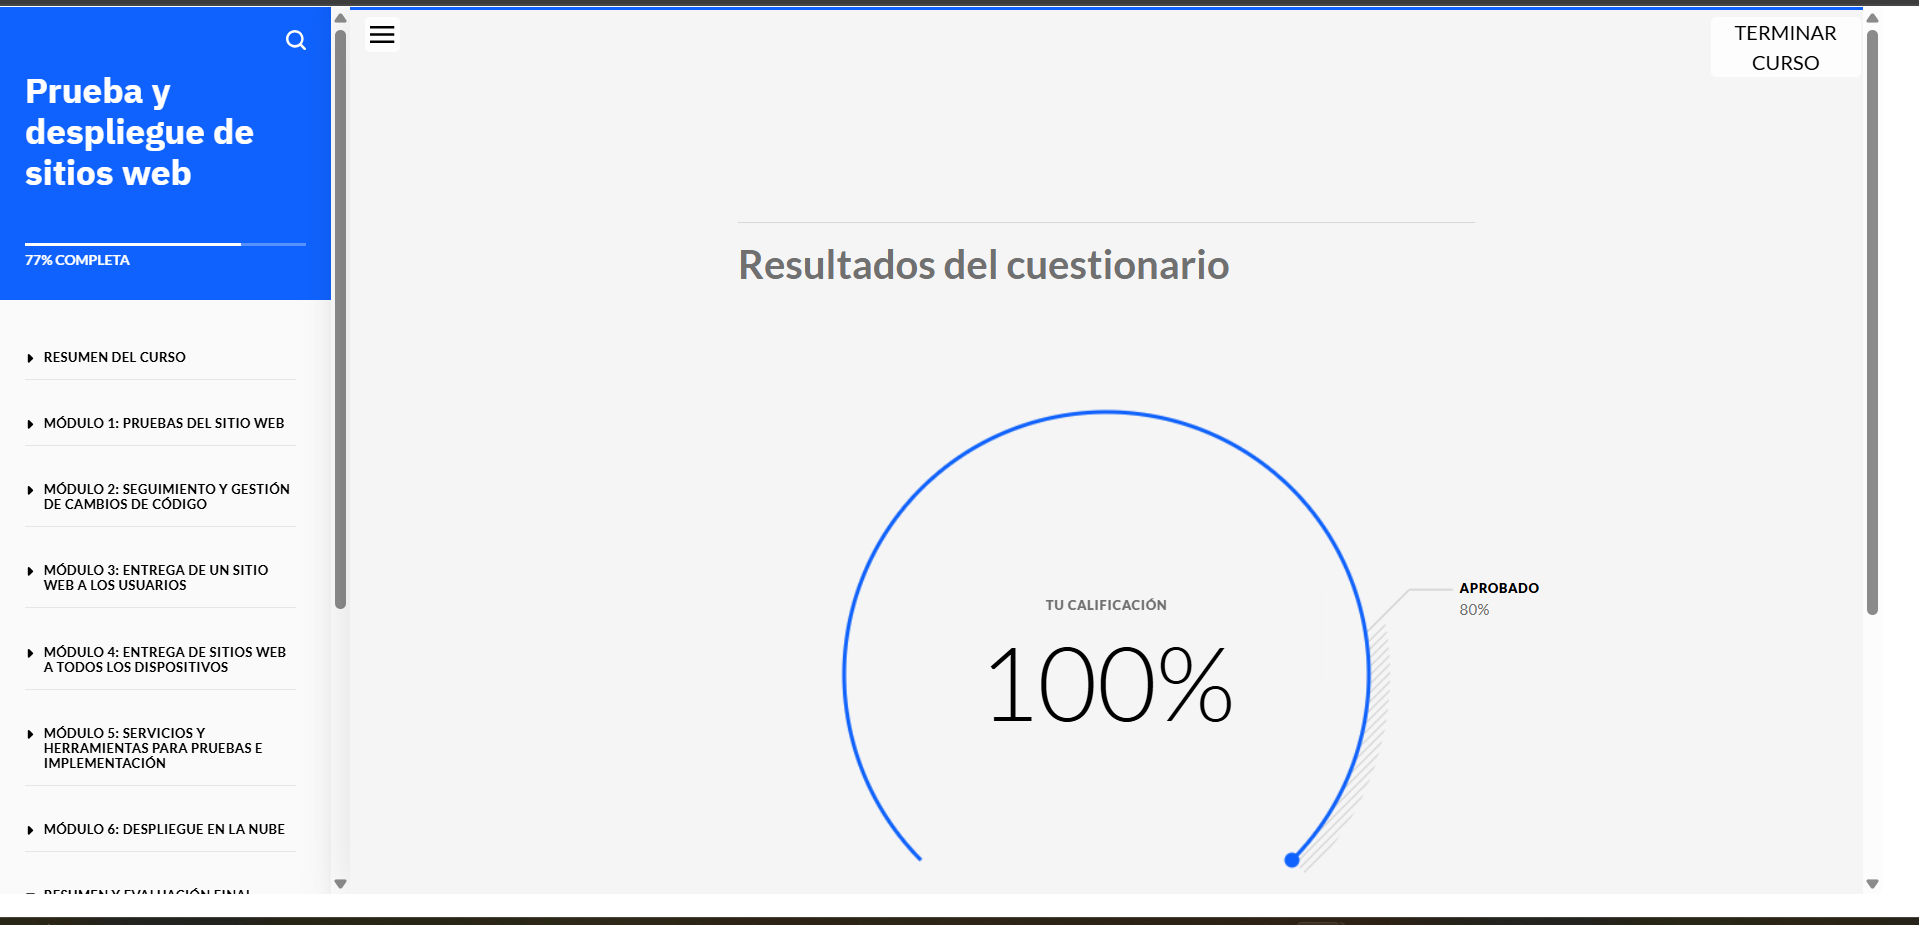 Prueba y
despliegue de
sitios web
77% COMPLETA
RESUMEN DEL CURSO
MÓDULO 1: PRUEBAS DEL SITIO WEB
MÓDULO 2: SEGUIMIENTO Y GESTIÓN
DE CAMBIOS DE CÓDIGO
MÓDULO 3: ENTREGA DE UN SITIO
WEB A LOS USUARIOS
MÓDULO 4: ENTREGA DE SITIOS WEB
A TODOS LOS DISPOSITIVOS
MÓDULO 5: SERVICIOS Y
HERRAMIENTAS PARA PRUEBAS E
IMPLEMENTACIÓN
MÓDULO 6: DESPLIEGUE EN LA NUBE
RESUMEN Y EVALUACIÓN FINAL
TERMINAR
CURSO
Resultados del cuestionario
TU CALIFICACIÓN
100%
APROBADO
80%